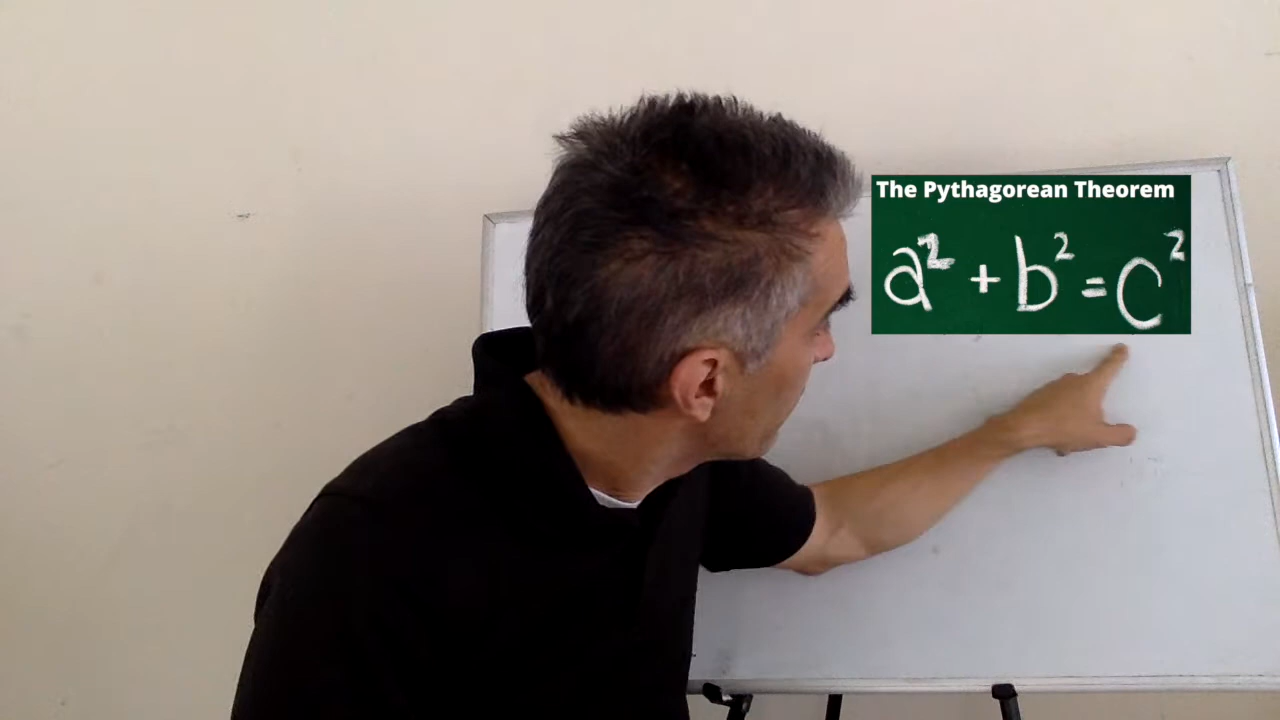 The Pythagorean Theorem
a² + b² = c²